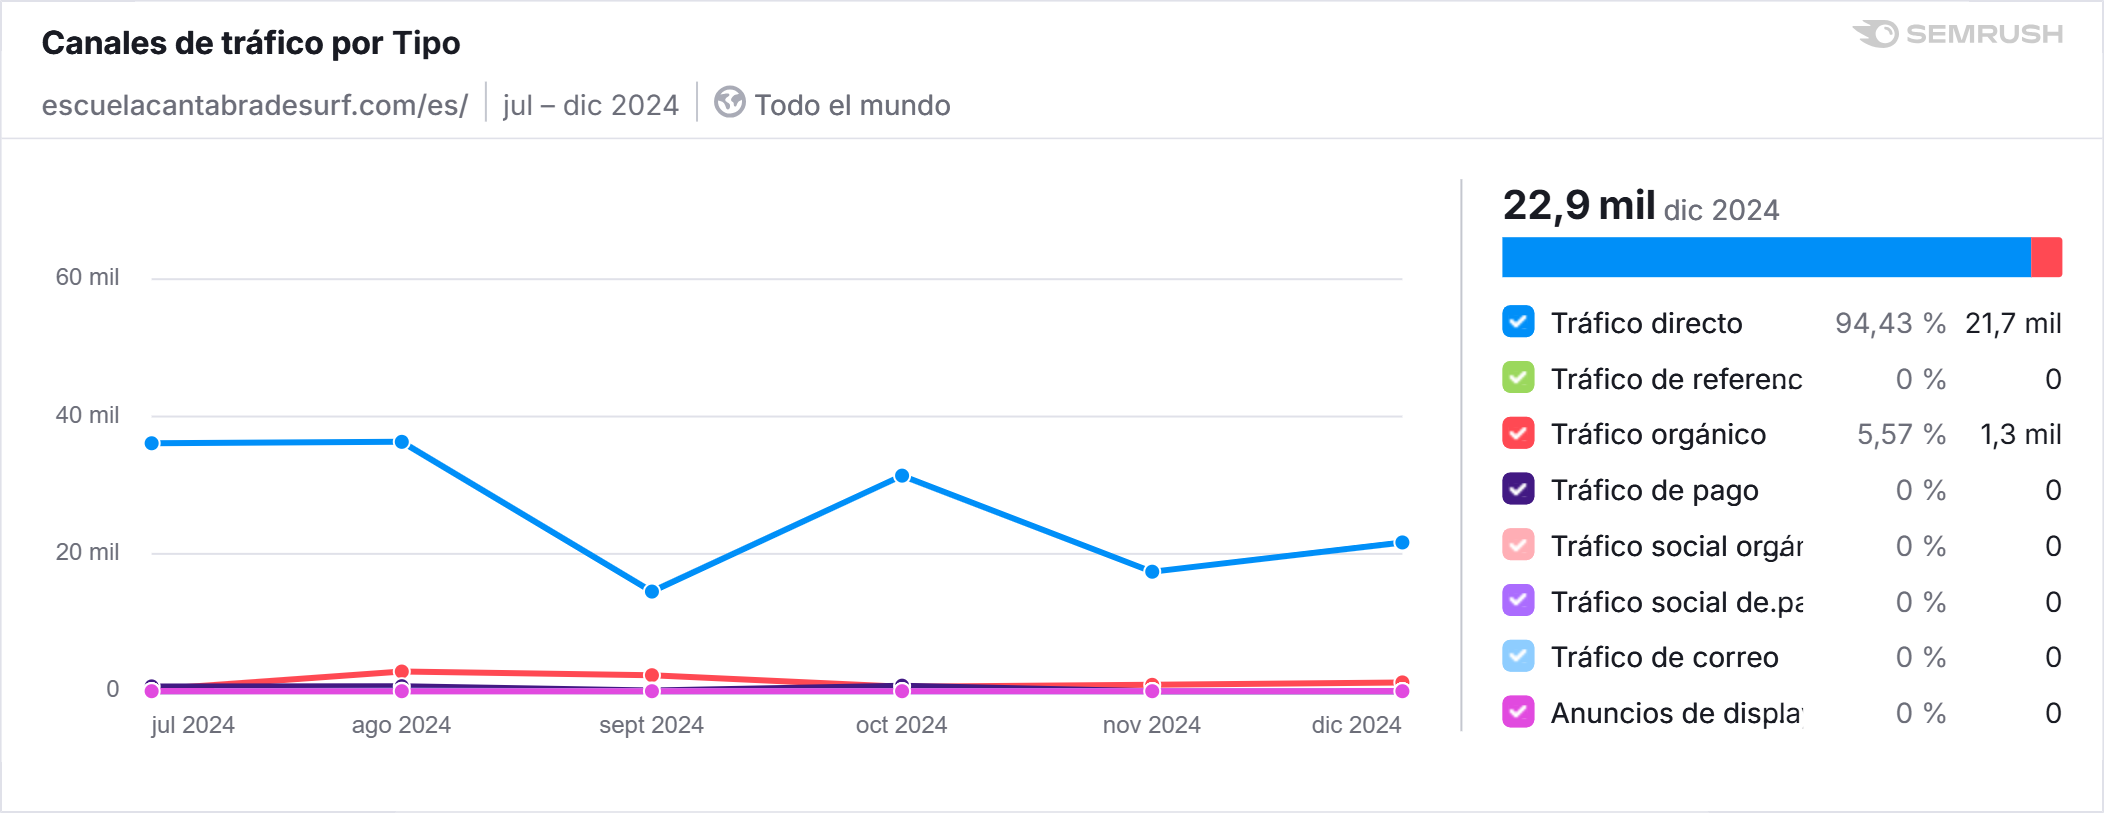 Canales de tráfico por Tipo
SEMRUSH
escuelacantabradesurf.com/es/ jul – dic 2024 Todo el mundo
60 mil
40 mil
20 mil
0
jul 2024 ago 2024 sept 2024 oct 2024 nov 2024 dic 2024
22,9 mil dic 2024
Tráfico directo 94,43 % 21,7 mil
Tráfico de referenc 0 % 0
Tráfico orgánico 5,57 % 1,3 mil
Tráfico de pago 0 % 0
Tráfico social orgán 0 % 0
Tráfico social de pa 0 % 0
Tráfico de correo 0 % 0
Anuncios de display 0 % 0